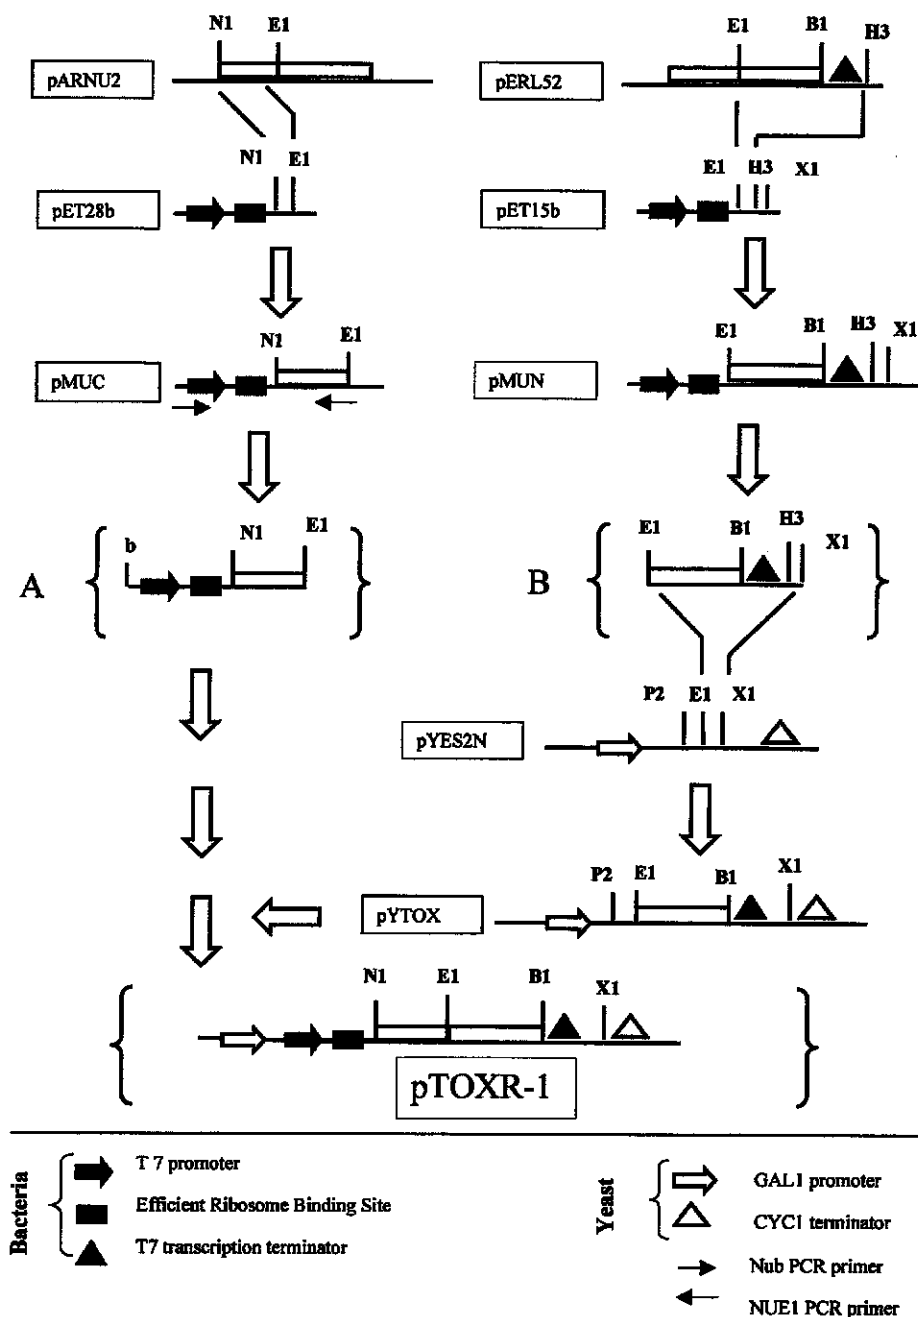 N1 E1
pARNU2
E1 B1 H3
pERL52
N1 E1
pET28b
E1 H3 X1
pET15b
N1 E1
pMUC
E1 B1 H3 X1
pMUN
A
b N1 E1
B
E1 B1 H3 X1
P2 E1 X1
pYES2N
P2 E1 B1 X1
pYTOX
N1 E1 B1 X1
pTOXR-1
Bacteria
T 7 promoter
Efficient Ribosome Binding Site
T7 transcription terminator
Yeast
GAL1 promoter
CYC1 terminator
Nub PCR primer
NUE1 PCR primer